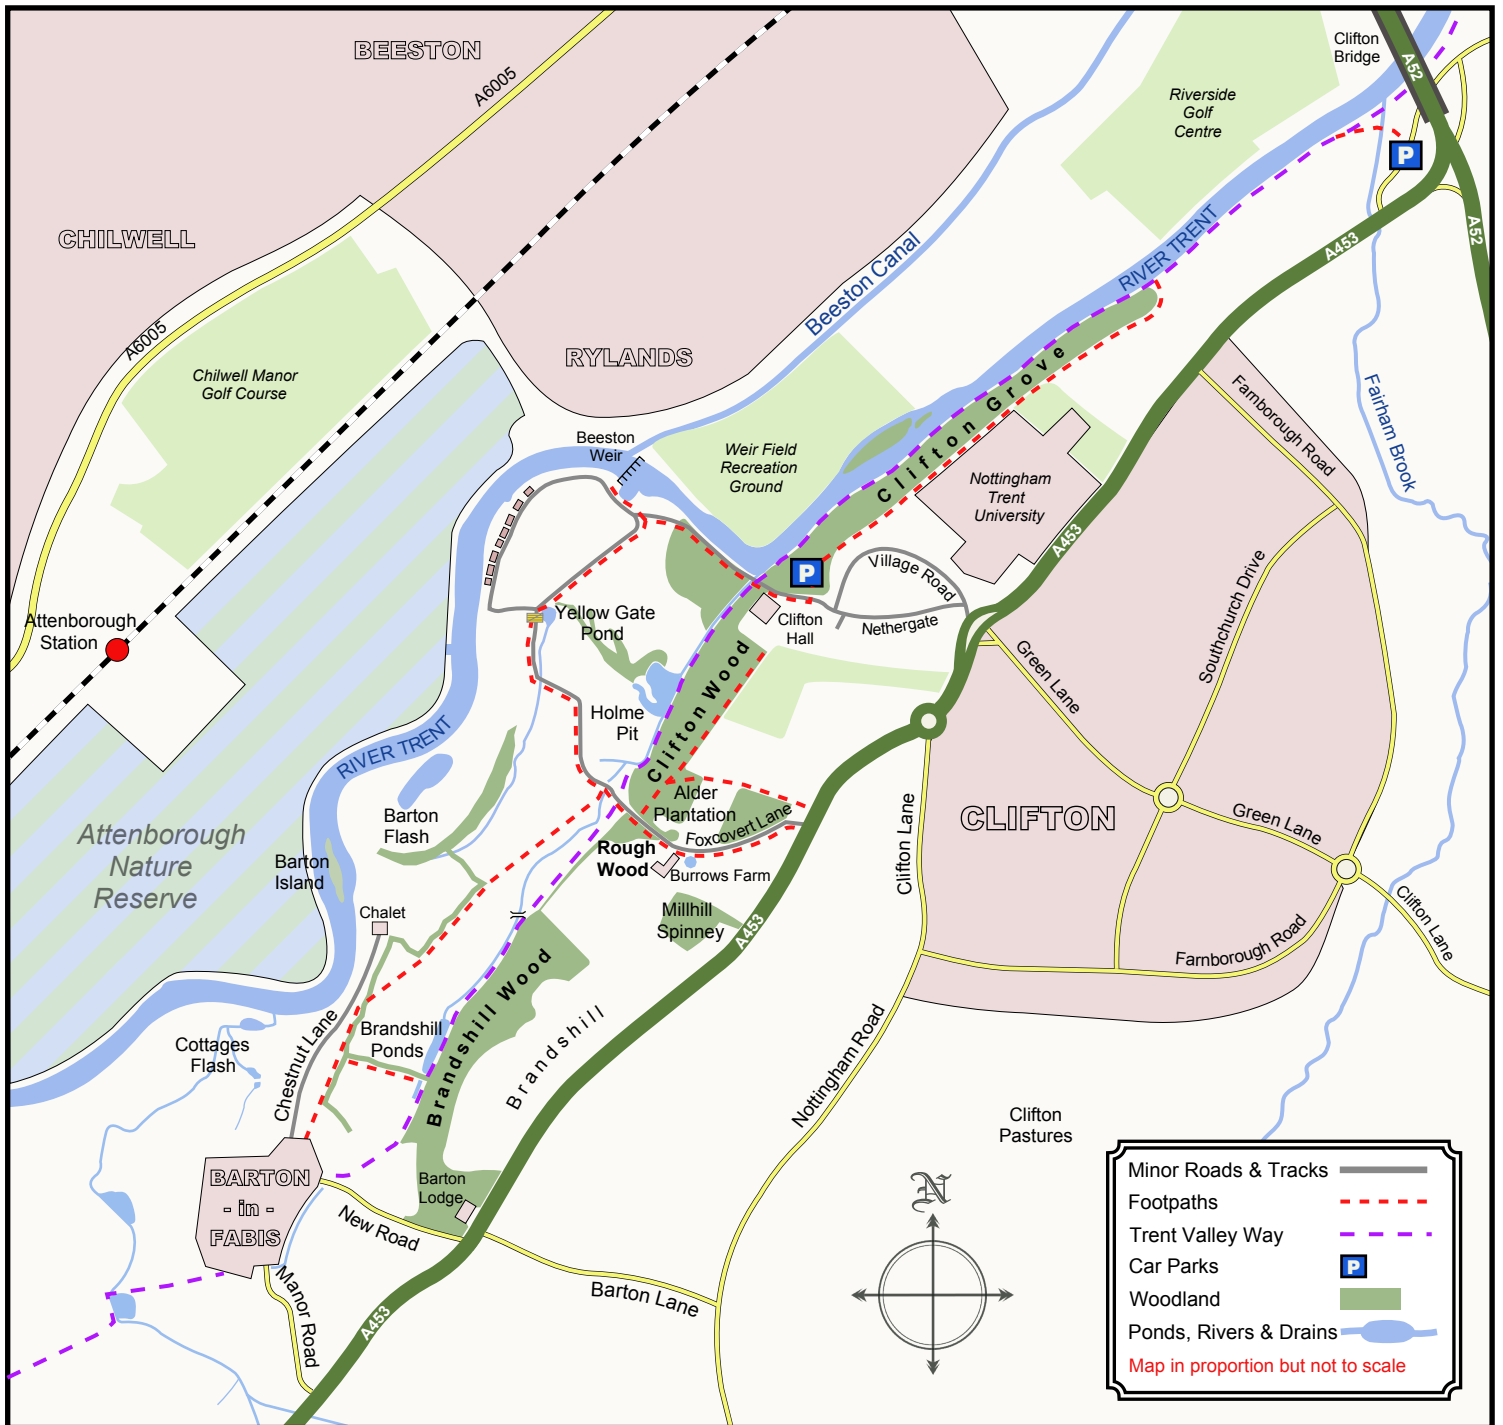 BEESTON
A6005
Clifton
Bridge
A52
Riverside
Golf
Centre
P
CHILWELL
A52
RIVER TRENT
A453
Beeston Canal
A6005
RYLANDS
Chilwell Manor
Golf Course
Clifton Grove
Farnborough Road
Fairham Brook
Beeston
Weir
Weir Field
Recreation
Ground
Nottingham
Trent
University
A453
P
Village Road
Yellow Gate
Pond
Clifton
Hall
Nethergate
Southchurch Drive
Attenborough
Station
Green Lane
Clifton Wood
Holme
Pit
RIVER TRENT
Alder
Plantation
Barton
Flash
CLIFTON
Green Lane
Foxcovert Lane
Clifton Lane
Attenborough
Nature
Reserve
Barton
Island
Rough
Wood
Burrows Farm
Chalet
Millhill
Spinney
A453
Clifton Lane
Farnborough Road
Brandshill Wood
Brandshill
Brandshill
Ponds
Cottages
Flash
Chestnut Lane
Nottingham Road
Clifton
Pastures
BARTON
- in -
FABIS
Barton
Lodge
New Road
Manor Road
A453
Barton Lane
N
Minor Roads & Tracks
Footpaths
Trent Valley Way
Car Parks
P
Woodland
Ponds, Rivers & Drains
Map in proportion but not to scale